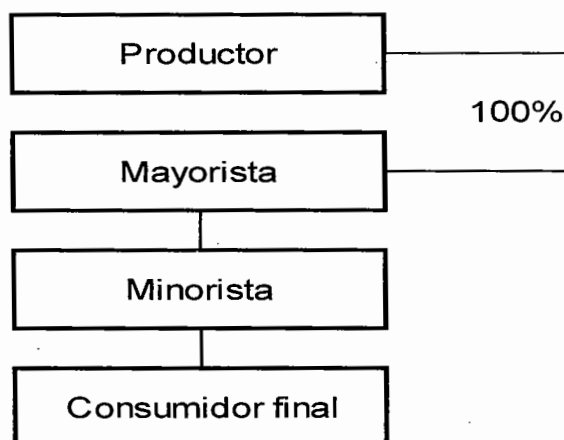 Productor
100%
Mayorista
Minorista
Consumidor final